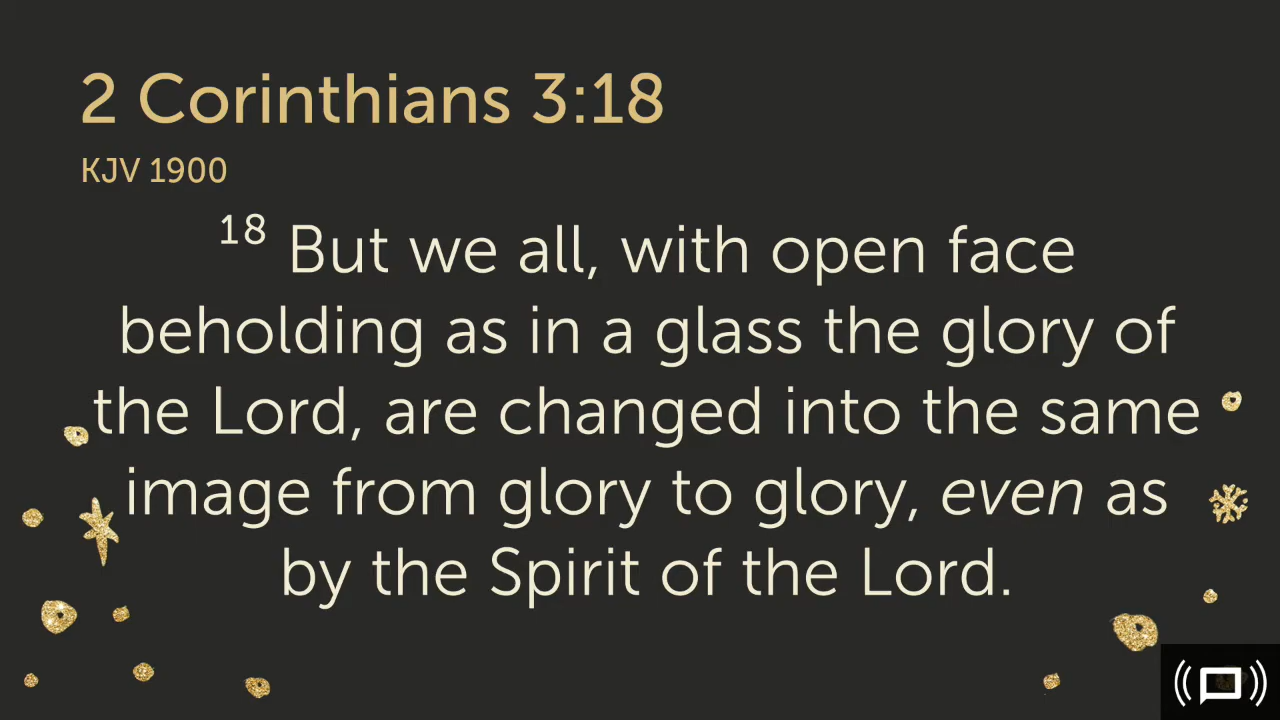 2 Corinthians 3:18
KJV 1900
18 But we all, with open face
beholding as in a glass the glory of
the Lord, are changed into the same
image from glory to glory, even as
by the Spirit of the Lord.